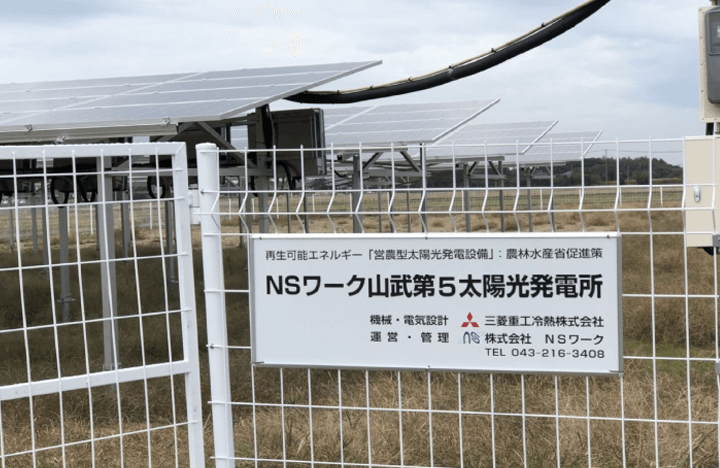 再生可能エネルギー「営農型太陽光発電設備」：農林水産省促進策
NSワーク山武第5太陽光発電所
機械・電気設計 三菱重工冷熱株式会社
運営・管理 NS 株式会社 NSワーク
TEL 043-216-3408